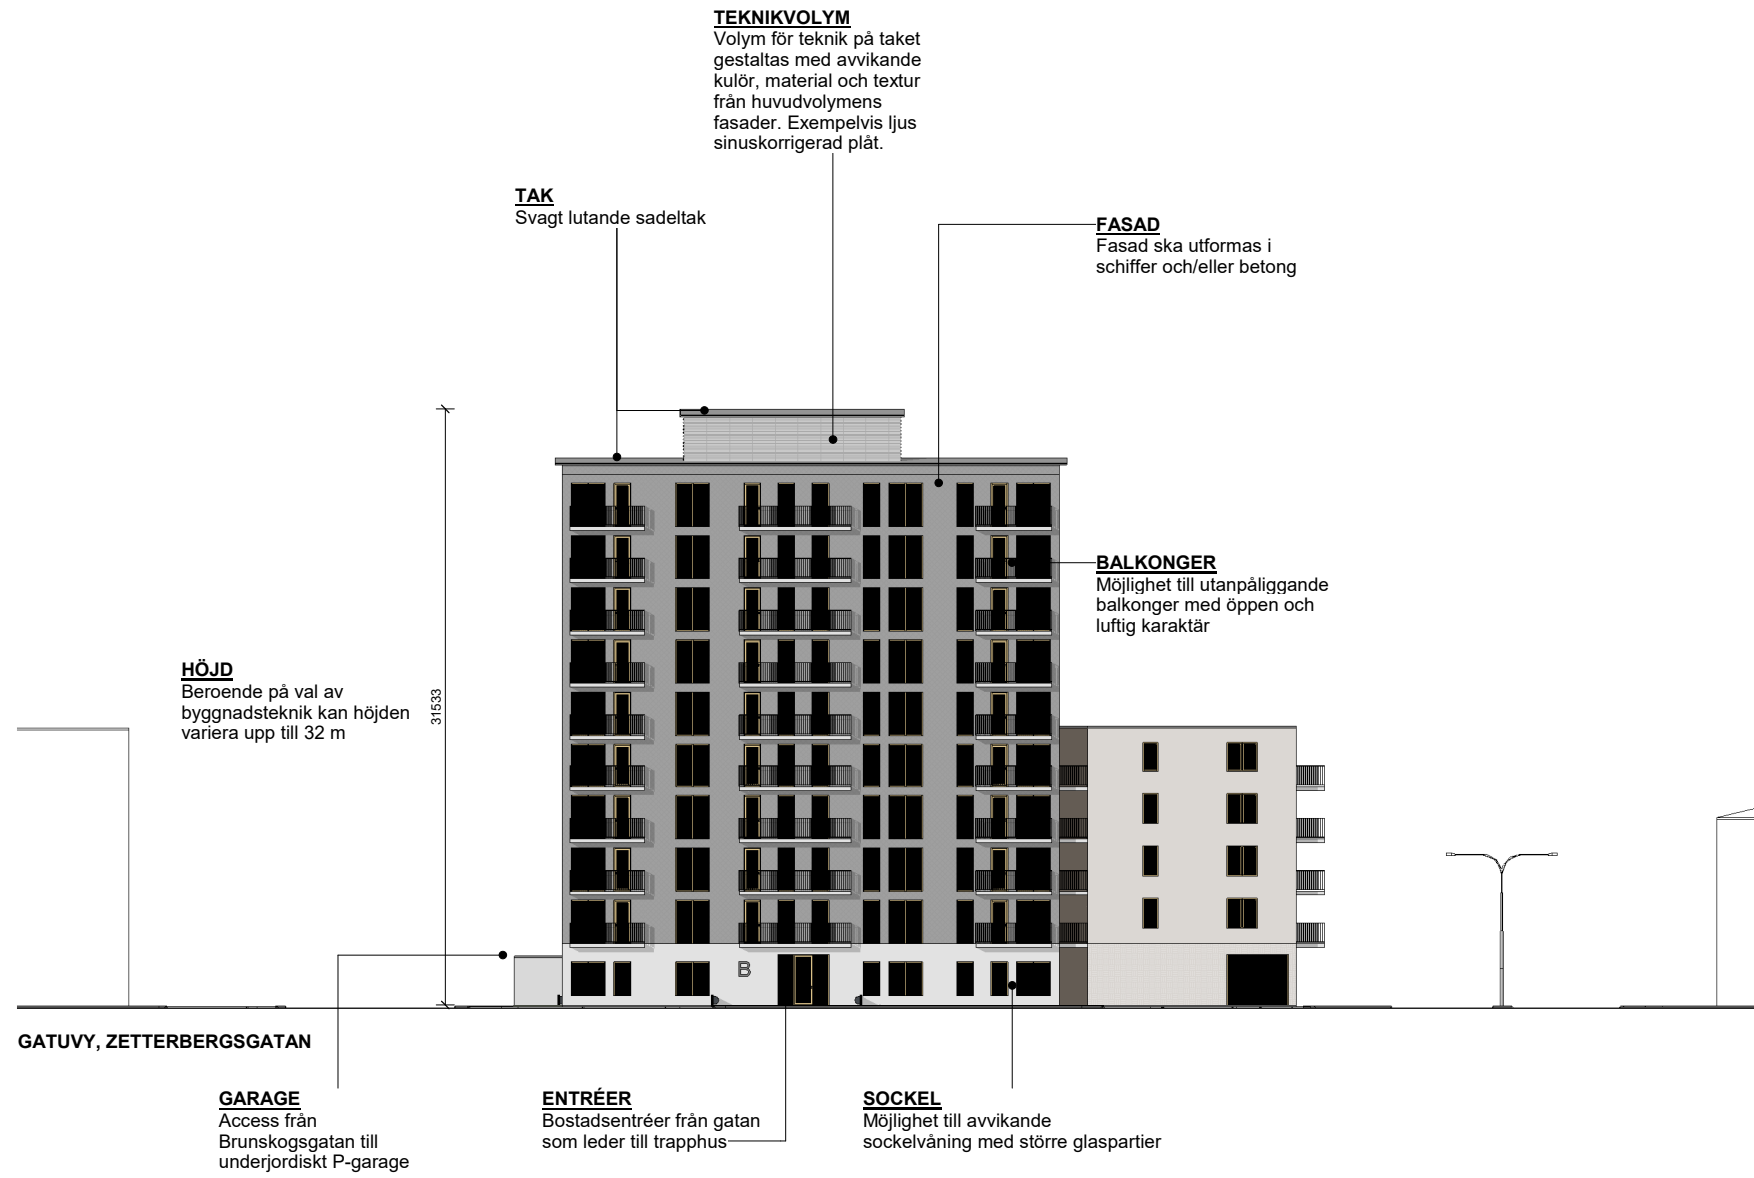 TEKNIKVOLYM
Volym för teknik på taket
gestaltas med avvikande
kulör, material och textur
från huvudvolymens
fasader. Exempelvis ljus
sinuskorrigerad plåt.
TAK
Svagt lutande sadeltak
FASAD
Fasad ska utformas i
schiffer och/eller betong
BALKONGER
Möjlighet till utanpåliggande
balkonger med öppen och
luftig karaktär
HÖJD
Beroende på val av
byggnadsteknik kan höjden
variera upp till 32 m
31533
B
GATUVY, ZETTERBERGSGATAN
GARAGE
Access från
Brunskogsgatan till
underjordiskt P-garage
ENTRÉER
Bostadsentréer från gatan
som leder till trapphus
SOCKEL
Möjlighet till avvikande
sockelvåning med större glaspartier